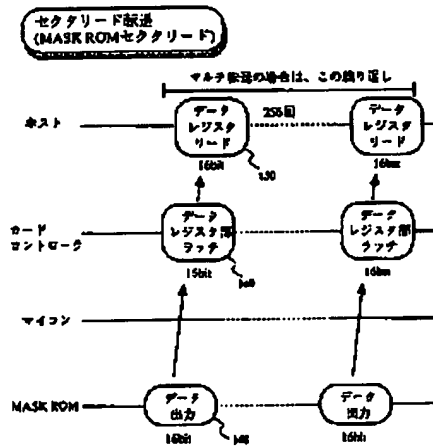 セクタリード転送
(MASK ROMセクタリード)
マルチ転送の場合は、この繰り返し
ホスト
データ
レジスタ
リード
256回
データ
レジスタ
リード
16bit
16bit
カード
コントローラ
データ
レジスタ部
ラッチ
データ
レジスタ部
ラッチ
16bit
16bit
マイコン
MASK ROM
データ
出力
データ
出力
16bit
16bit